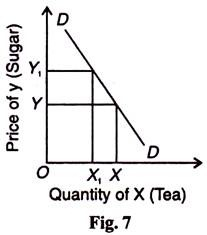 D
Y1
Y
D
O
X1 X
Price of y (Sugar)
Quantity of X (Tea)
Fig. 7